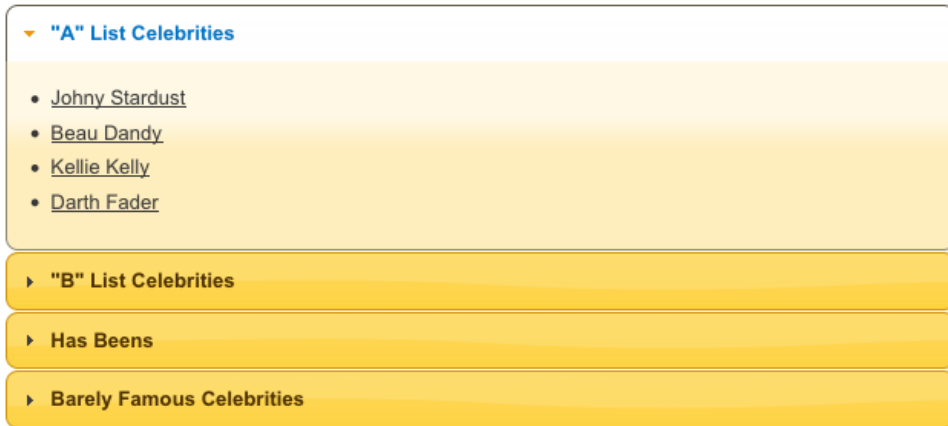 "A" List Celebrities
Johny Stardust
Beau Dandy
Kellie Kelly
Darth Fader
"B" List Celebrities
Has Beens
Barely Famous Celebrities